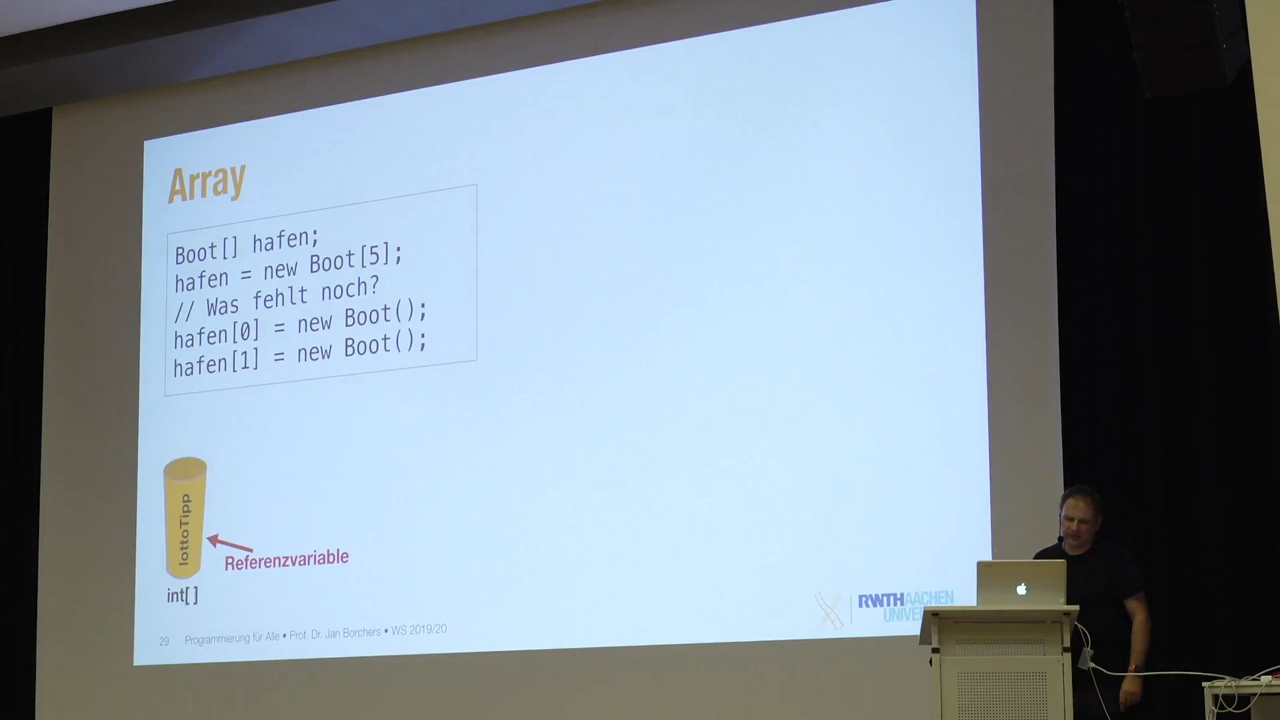 Array
Boot[] hafen;
hafen = new Boot[5];
// Was fehlt noch?
hafen[0] = new Boot();
hafen[1] = new Boot();
lottoTipp
Referenzvariable
int[ ]
29 Programmierung für Alle • Prof. Dr. Jan Borchers • WS 2019/20
RWTHAACHEN